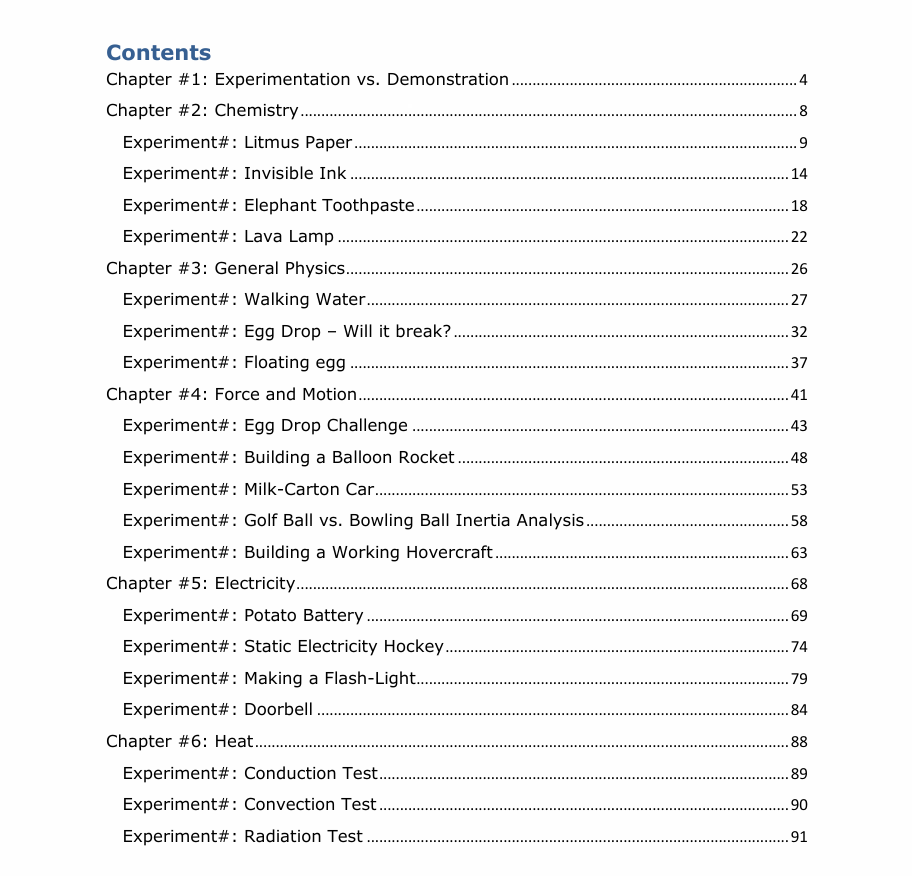 Contents
Chapter #1: Experimentation vs. Demonstration 4
Chapter #2: Chemistry 8
Experiment#: Litmus Paper 9
Experiment#: Invisible Ink 14
Experiment#: Elephant Toothpaste 18
Experiment#: Lava Lamp 22
Chapter #3: General Physics 26
Experiment#: Walking Water 27
Experiment#: Egg Drop – Will it break? 32
Experiment#: Floating egg 37
Chapter #4: Force and Motion 41
Experiment#: Egg Drop Challenge 43
Experiment#: Building a Balloon Rocket 48
Experiment#: Milk-Carton Car 53
Experiment#: Golf Ball vs. Bowling Ball Inertia Analysis 58
Experiment#: Building a Working Hovercraft 63
Chapter #5: Electricity 68
Experiment#: Potato Battery 69
Experiment#: Static Electricity Hockey 74
Experiment#: Making a Flash-Light 79
Experiment#: Doorbell 84
Chapter #6: Heat 88
Experiment#: Conduction Test 89
Experiment#: Convection Test 90
Experiment#: Radiation Test 91